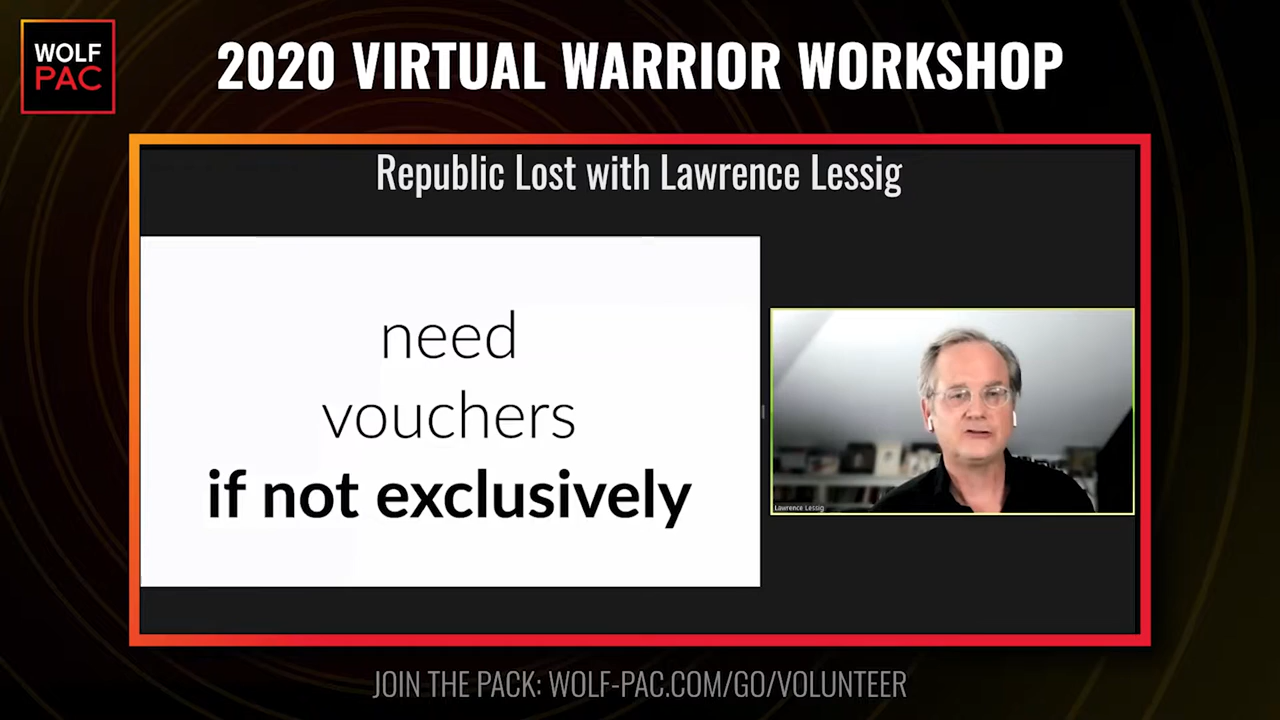 WOLF
PAC
2020 VIRTUAL WARRIOR WORKSHOP
Republic Lost with Lawrence Lessig
need
vouchers
if not exclusively
Lawrence Lessig
JOIN THE PACK: WOLF-PAC.COM/GO/VOLUNTEER